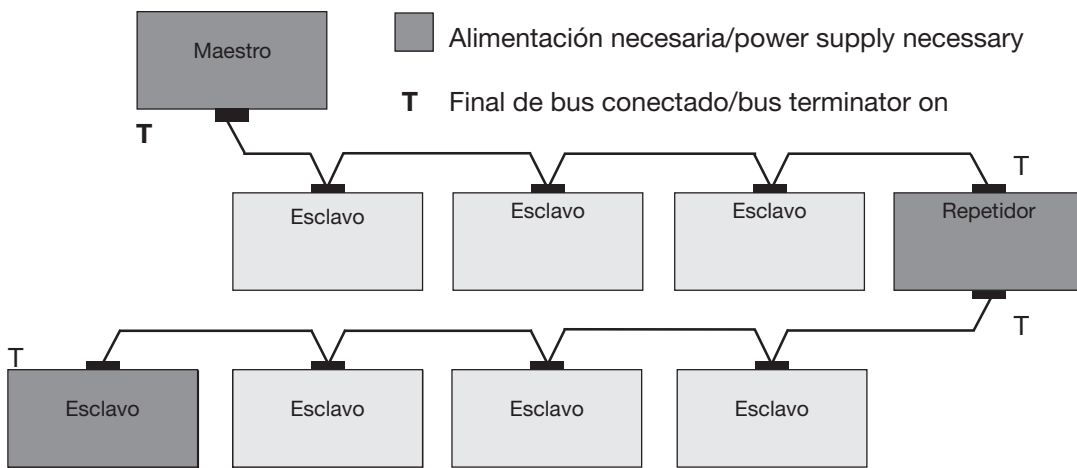 Maestro
Alimentación necesaria/power supply necessary
T Final de bus conectado/bus terminator on
T
T
Esclavo
Esclavo
Esclavo
Repetidor
T
T
Esclavo
Esclavo
Esclavo
Esclavo